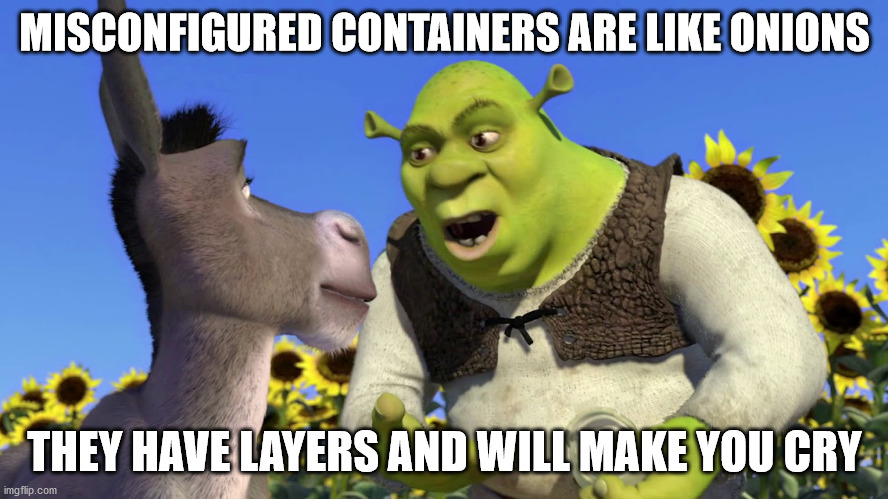 MISCONFIGURED CONTAINERS ARE LIKE ONIONS
THEY HAVE LAYERS AND WILL MAKE YOU CRY
imgflip.com